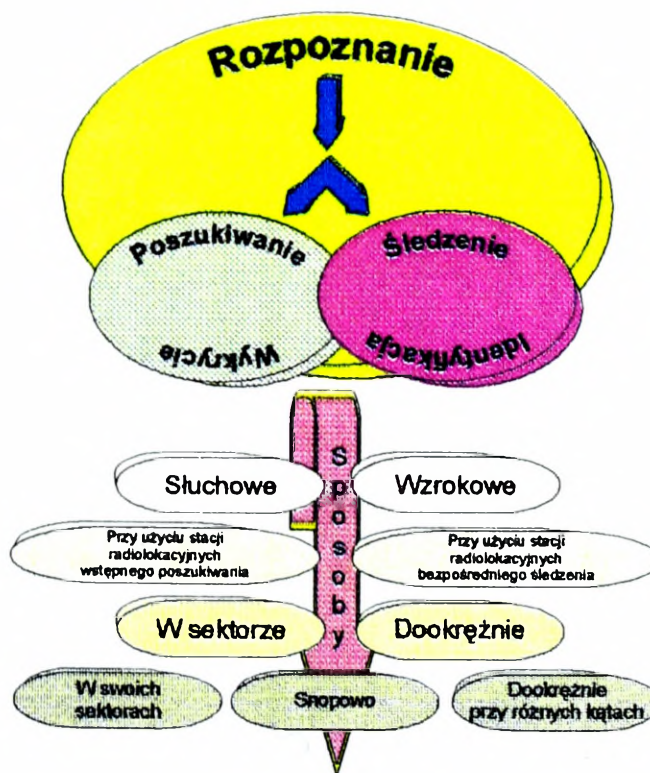 Rozpoznanie
Poszukiwanie
Wykrycie
Śledzenie
Identyfikacja
Sposoby
Słuchowe
Wzrokowe
Przy użyciu stacji
radiolokacyjnych
wstępnego poszukiwania
Przy użyciu stacji
radiolokacyjnych
bezpośredniego śledzenia
W sektorze
Dookrężnie
W swoich
sektorach
Snopowo
Dookrężnie
przy różnych kątach